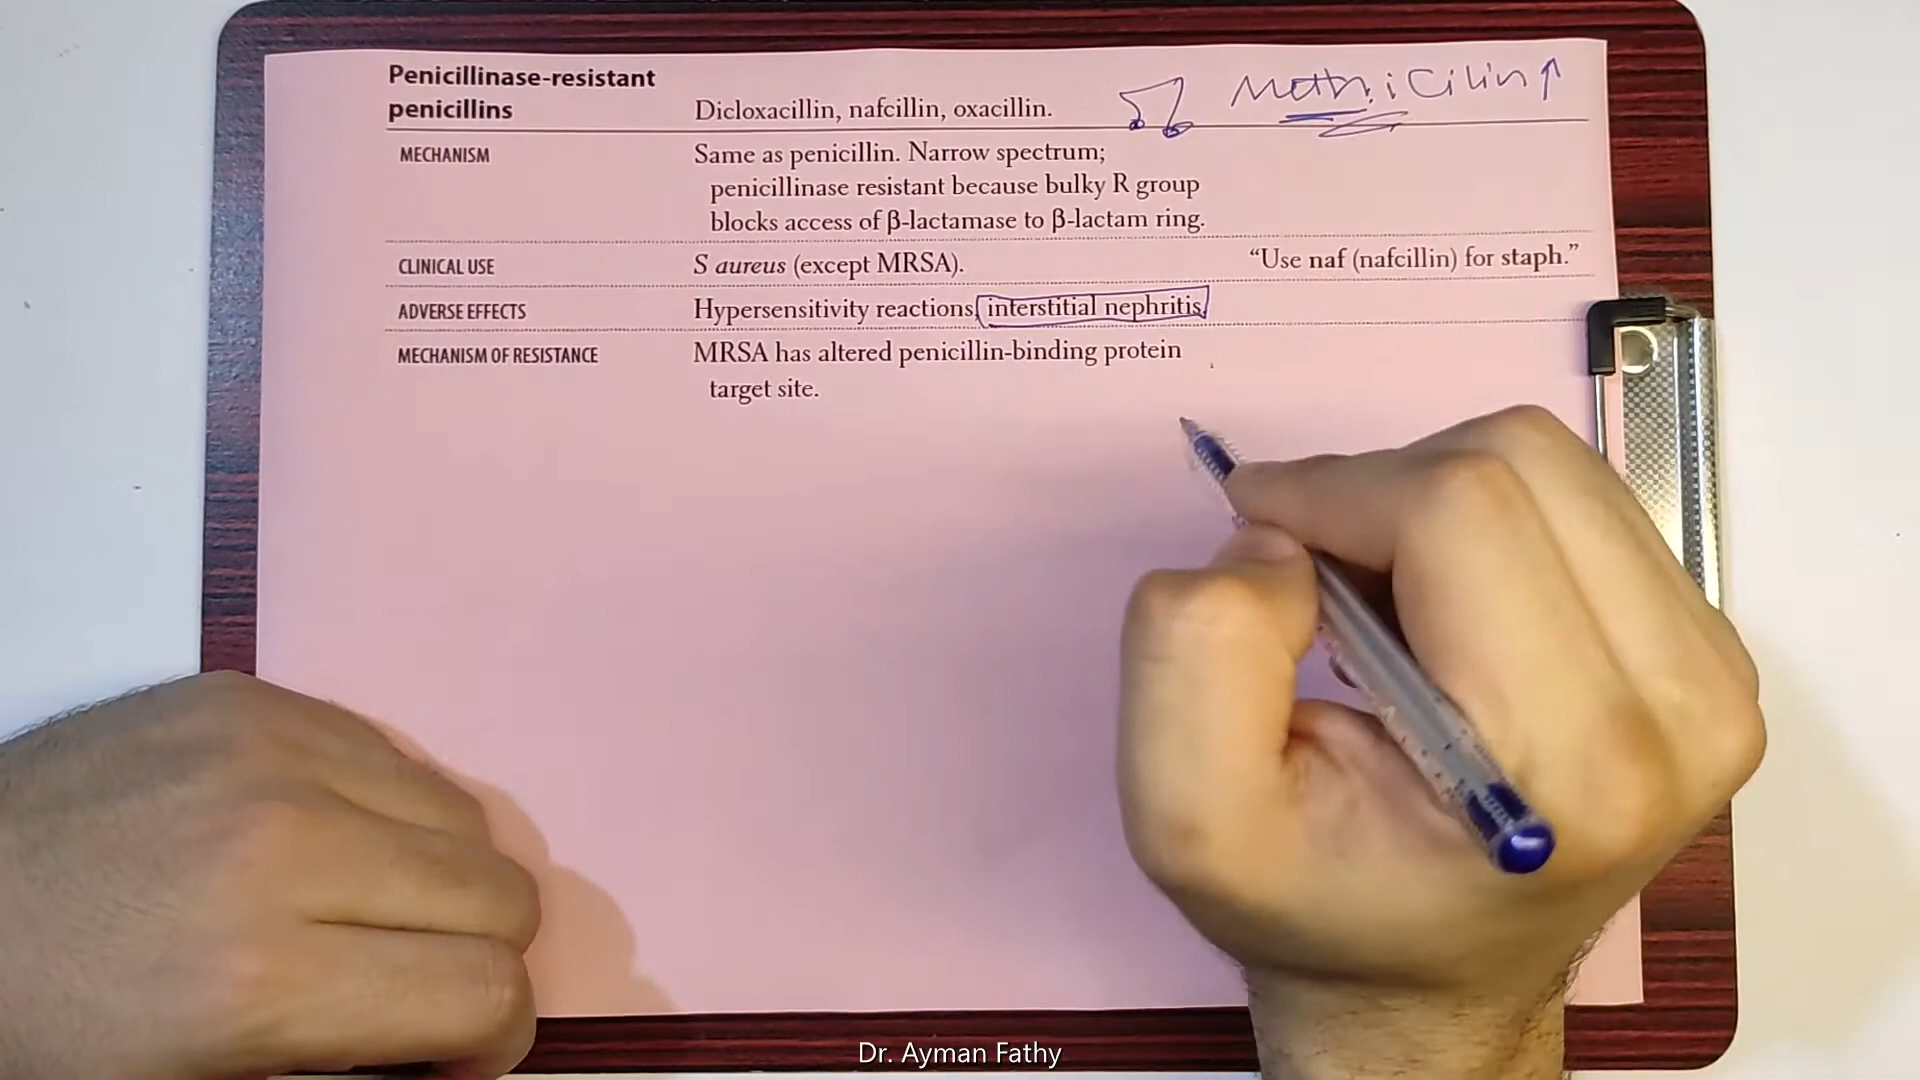 Penicillinase-resistant
penicillins
Dicloxacillin, nafcillin, oxacillin.
Methicilin↑
MECHANISM
Same as penicillin. Narrow spectrum;
penicillinase resistant because bulky R group
blocks access of β-lactamase to β-lactam ring.
CLINICAL USE
S aureus (except MRSA).
“Use naf (nafcillin) for staph.”
ADVERSE EFFECTS
Hypersensitivity reactions, interstitial nephritis.
MECHANISM OF RESISTANCE
MRSA has altered penicillin-binding protein
target site.
Dr. Ayman Fathy